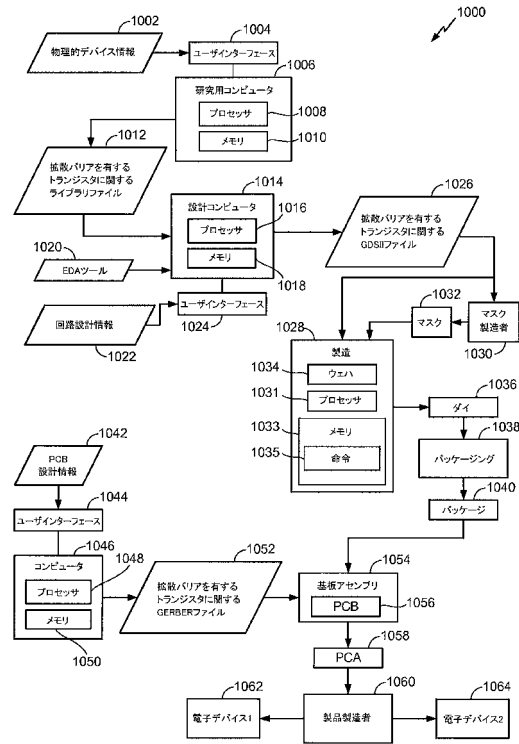 1000
1002
物理的デバイス情報
1004
ユーザインターフェース
1006
研究用コンピュータ
プロセッサ
1008
メモリ
1010
1012
拡散バリアを有する
トランジスタに関する
ライブラリファイル
1014
設計コンピュータ
プロセッサ
1016
メモリ
1018
1020
EDAツール
回路設計情報
1022
ユーザインターフェース
1024
1026
拡散バリアを有する
トランジスタに関する
GDSIIファイル
1032
マスク
マスク
製造者
1030
1028
製造
1034
ウェハ
1031
プロセッサ
1033
メモリ
1035
命令
1036
ダイ
1038
パッケージング
1040
パッケージ
1042
PCB
設計情報
1044
ユーザインターフェース
1046
コンピュータ
1048
プロセッサ
メモリ
1050
1052
拡散バリアを有する
トランジスタに関する
GERBERファイル
1054
基板アセンブリ
PCB
1056
1058
PCA
1060
製品製造者
1062
電子デバイス1
1064
電子デバイス2